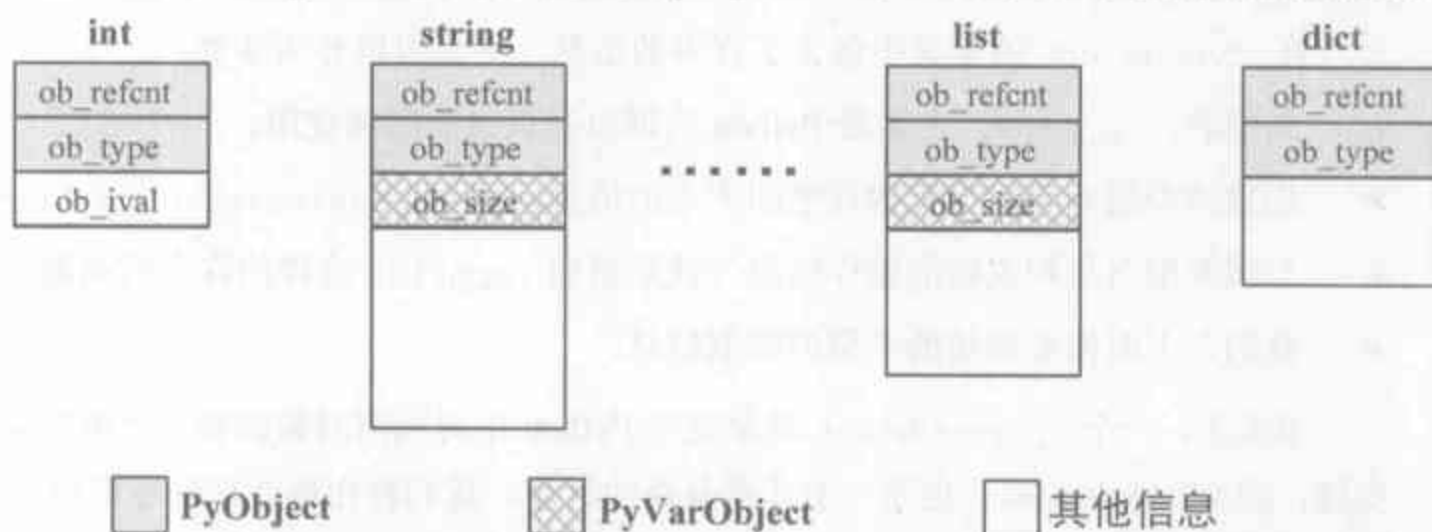 int string list dict
ob_refcnt ob_refcnt ob_refcnt ob_refcnt
ob_type ob_type ...... ob_type ob_type
ob_ival ob_size ob_size
PyObject PyVarObject 其他信息